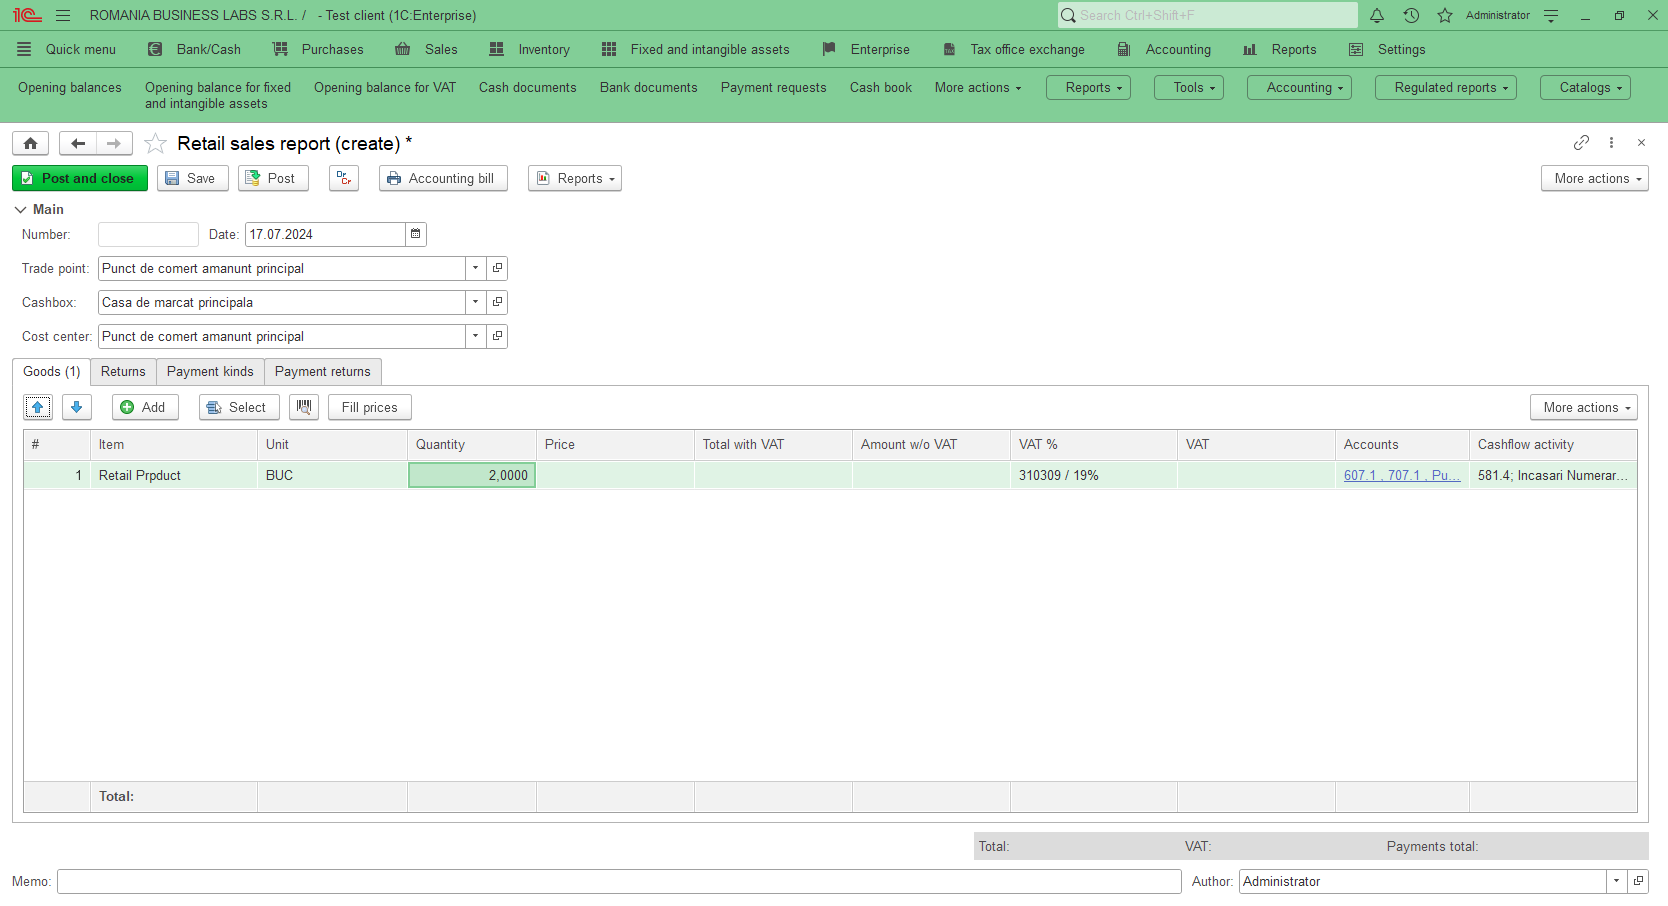 ROMANIA BUSINESS LABS S.R.L. / - Test client (1C:Enterprise)
Search Ctrl+Shift+F
Administrator
Quick menu Bank/Cash Purchases Sales Inventory Fixed and intangible assets Enterprise Tax office exchange Accounting Reports Settings
Opening balances Opening balance for fixed and intangible assets Opening balance for VAT Cash documents Bank documents Payment requests Cash book More actions Reports Tools Accounting Regulated reports Catalogs
Retail sales report (create) *
Post and close Save Post Dr Cr Accounting bill Reports More actions
Main
Number: Date: 17.07.2024
Trade point: Punct de comert amanunt principal
Cashbox: Casa de marcat principala
Cost center: Punct de comert amanunt principal
Goods (1) Returns Payment kinds Payment returns
Add Select Fill prices More actions
# Item Unit Quantity Price Total with VAT Amount w/o VAT VAT % VAT Accounts Cashflow activity
1 Retail Prpduct BUC 2,0000 310309 / 19% 607.1 , 707.1 , Pu... 581.4; Incasari Numerar...
Total:
Total: VAT: Payments total:
Memo: Author: Administrator